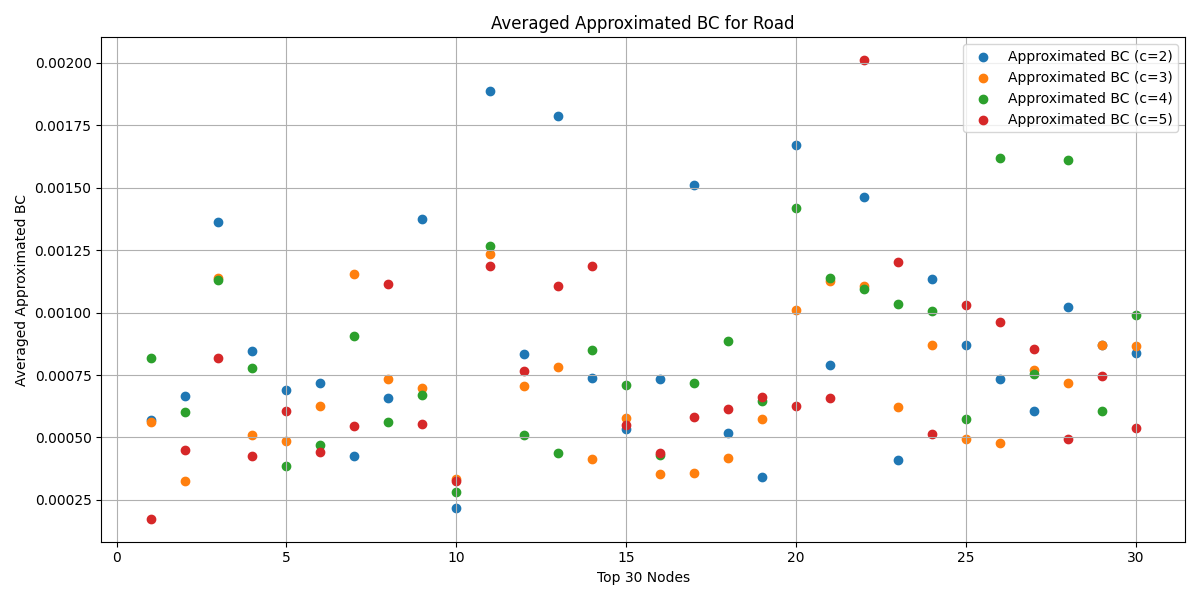 Averaged Approximated BC for Road
Approximated BC (c=2)
Approximated BC (c=3)
Approximated BC (c=4)
Approximated BC (c=5)
Averaged Approximated BC
0.00200
0.00175
0.00150
0.00125
0.00100
0.00075
0.00050
0.00025
0 5 10 15 20 25 30
Top 30 Nodes